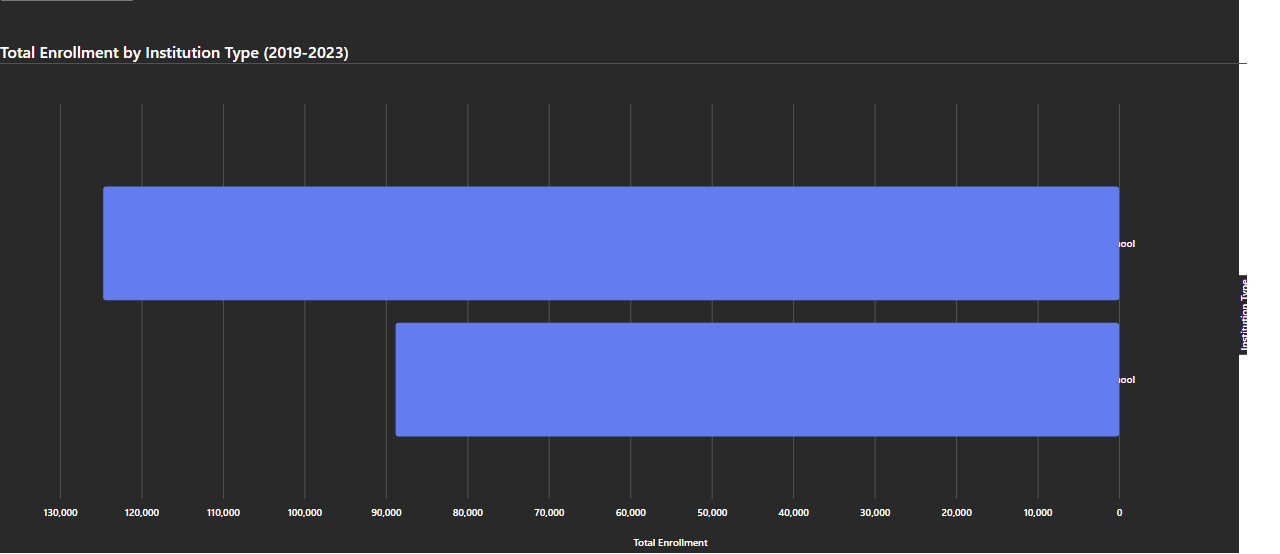 Total Enrollment by Institution Type (2019-2023)
ool
Institution Type
ool
130,000 120,000 110,000 100,000 90,000 80,000 70,000 60,000 50,000 40,000 30,000 20,000 10,000 0
Total Enrollment